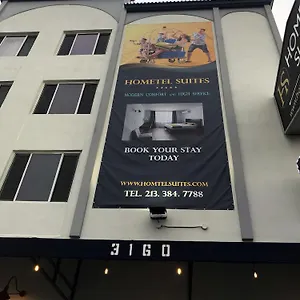 HOMETEL SUITES
MODERN COMFORT and HIGH SERVICE
BOOK YOUR STAY
TODAY
WWW.HOMTELSUITES.COM
TEL. 213. 384. 7788
3160